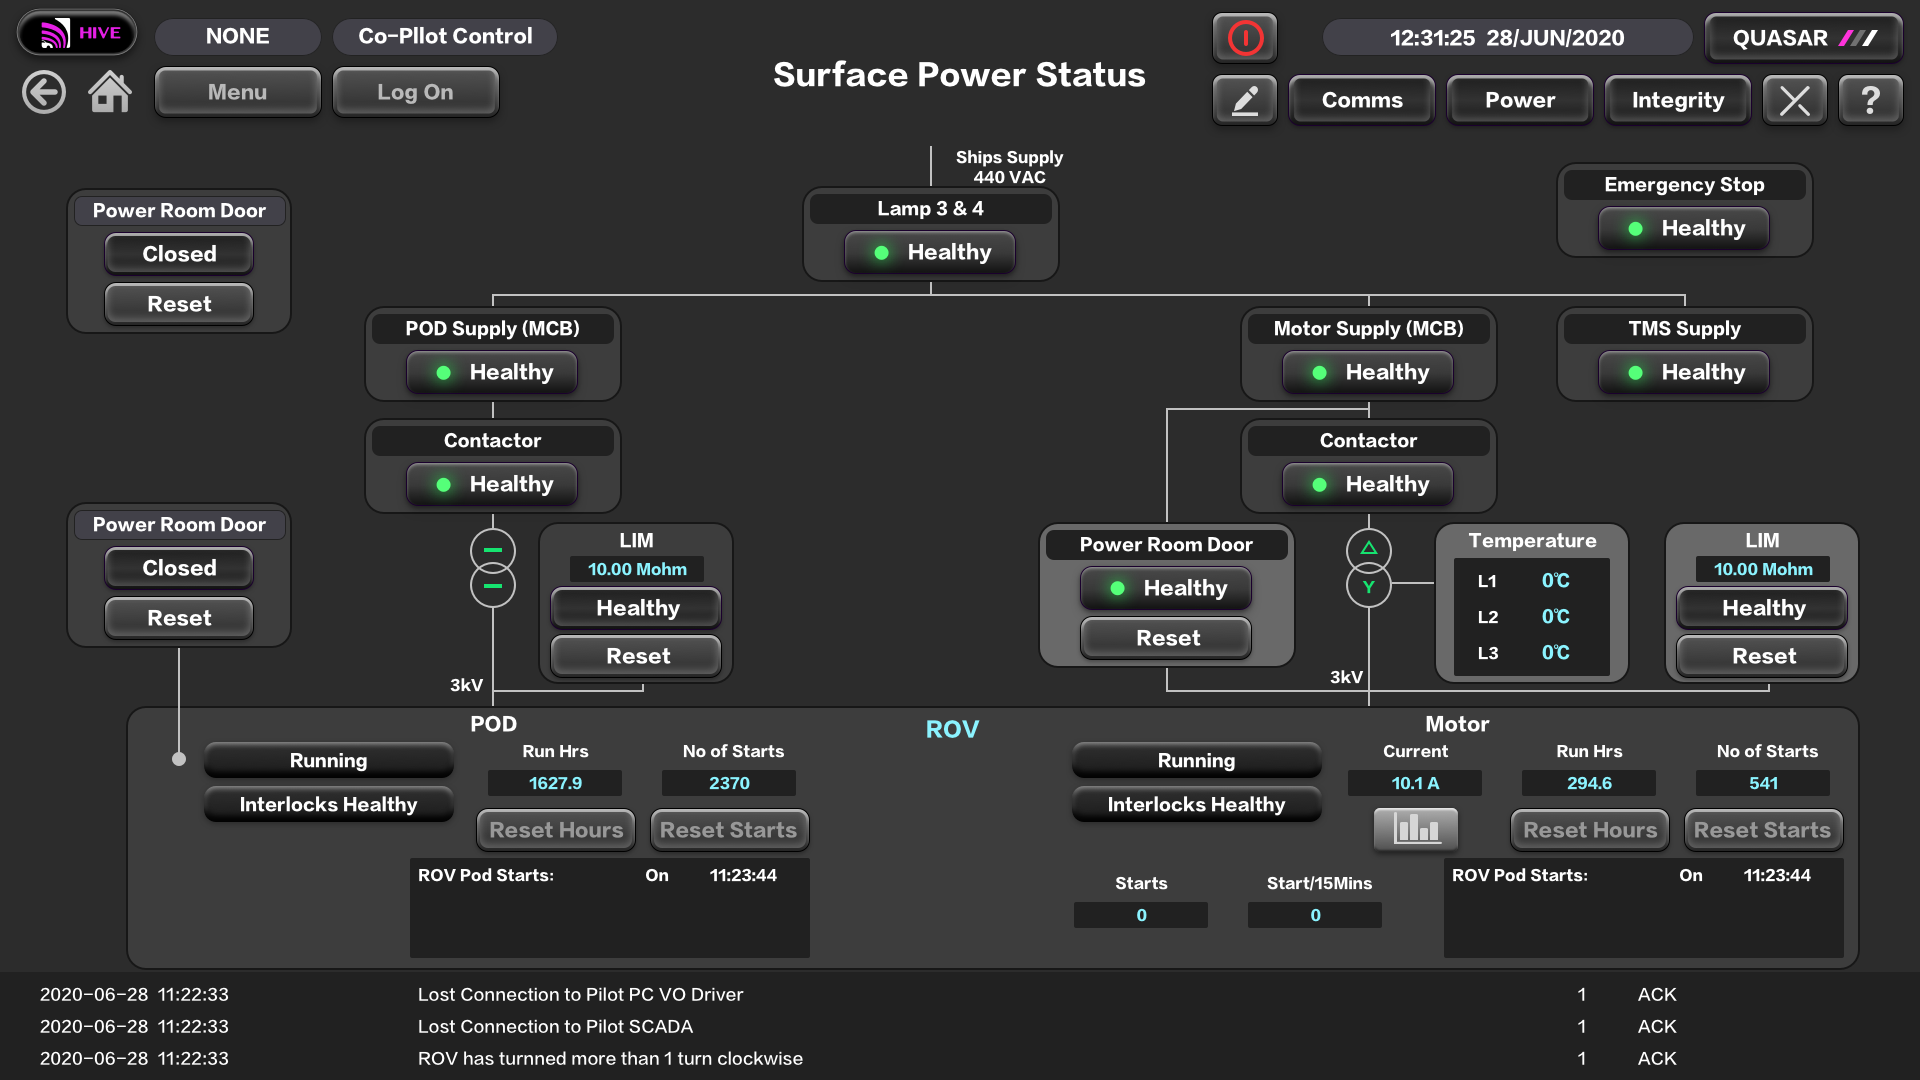 HIVE
NONE
Co-PIlot Control
12:31:25 28/JUN/2020
QUASAR
Menu
Log On
Surface Power Status
Comms
Power
Integrity
?
Ships Supply
440 VAC
Power Room Door
Closed
Reset
Lamp 3 & 4
Healthy
Emergency Stop
Healthy
POD Supply (MCB)
Healthy
Motor Supply (MCB)
Healthy
TMS Supply
Healthy
Contactor
Healthy
Contactor
Healthy
Power Room Door
Closed
Reset
LIM
10.00 Mohm
Healthy
Reset
3kV
Power Room Door
Healthy
Reset
Y
3kV
Temperature
L1 0°C
L2 0°C
L3 0°C
LIM
10.00 Mohm
Healthy
Reset
POD
ROV
Motor
Running
Interlocks Healthy
Run Hrs
1627.9
Reset Hours
No of Starts
2370
Reset Starts
ROV Pod Starts: On 11:23:44
Running
Interlocks Healthy
Current
10.1 A
Run Hrs
294.6
Reset Hours
No of Starts
541
Reset Starts
Starts
0
Start/15Mins
0
ROV Pod Starts: On 11:23:44
2020-06-28 11:22:33 Lost Connection to Pilot PC VO Driver 1 ACK
2020-06-28 11:22:33 Lost Connection to Pilot SCADA 1 ACK
2020-06-28 11:22:33 ROV has turnned more than 1 turn clockwise 1 ACK